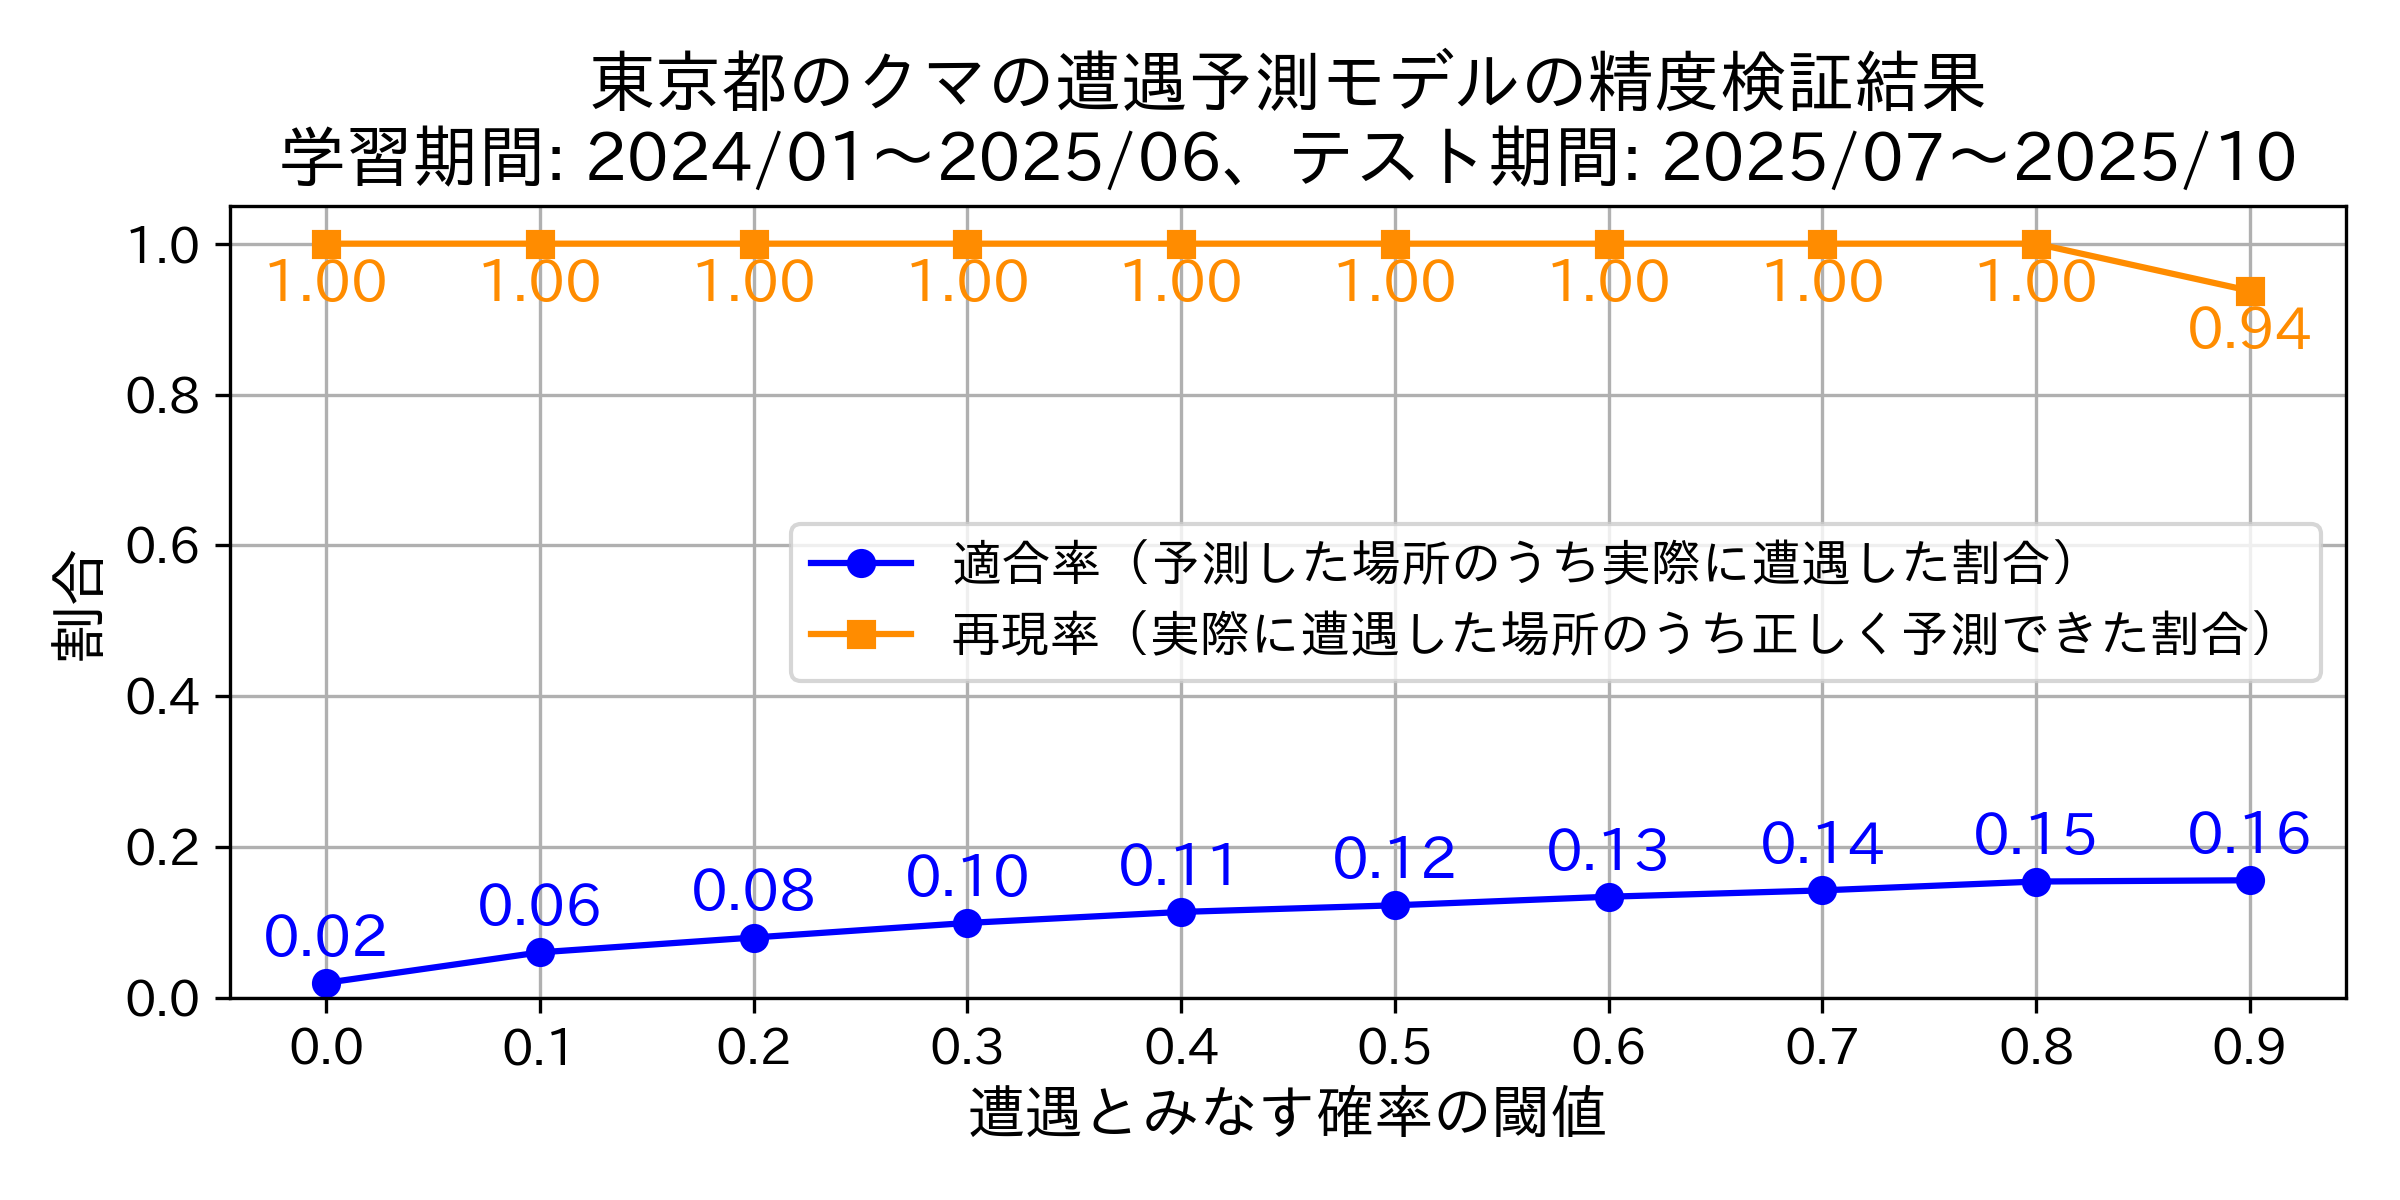 東京都のクマの遭遇予測モデルの精度検証結果
学習期間: 2024/01～2025/06、テスト期間: 2025/07～2025/10
1.0
0.8
0.6
0.4
0.2
0.0
割合
1.00 1.00 1.00 1.00 1.00 1.00 1.00 1.00 1.00 0.94
適合率（予測した場所のうち実際に遭遇した割合）
再現率（実際に遭遇した場所のうち正しく予測できた割合）
0.02 0.06 0.08 0.10 0.11 0.12 0.13 0.14 0.15 0.16
0.0 0.1 0.2 0.3 0.4 0.5 0.6 0.7 0.8 0.9
遭遇とみなす確率の閾値